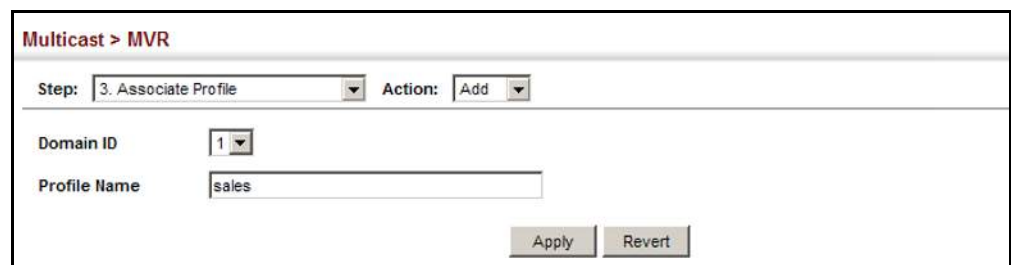 Multicast > MVR
Step: 3. Associate Profile Action: Add
Domain ID 1
Profile Name sales
Apply Revert